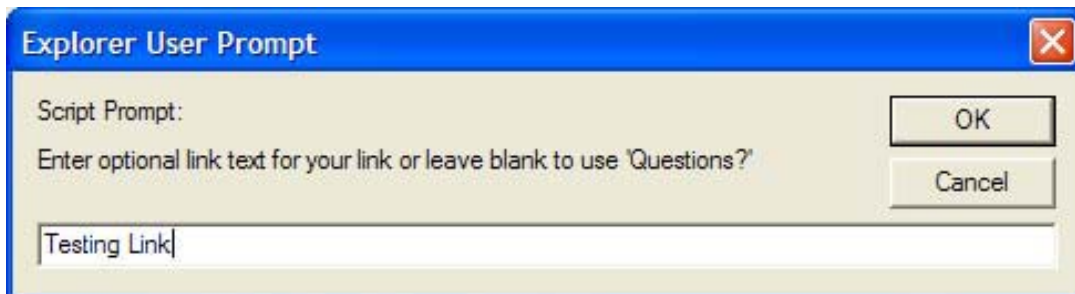 Explorer User Prompt
Script Prompt:
OK
Enter optional link text for your link or leave blank to use 'Questions?'
Cancel
Testing Link